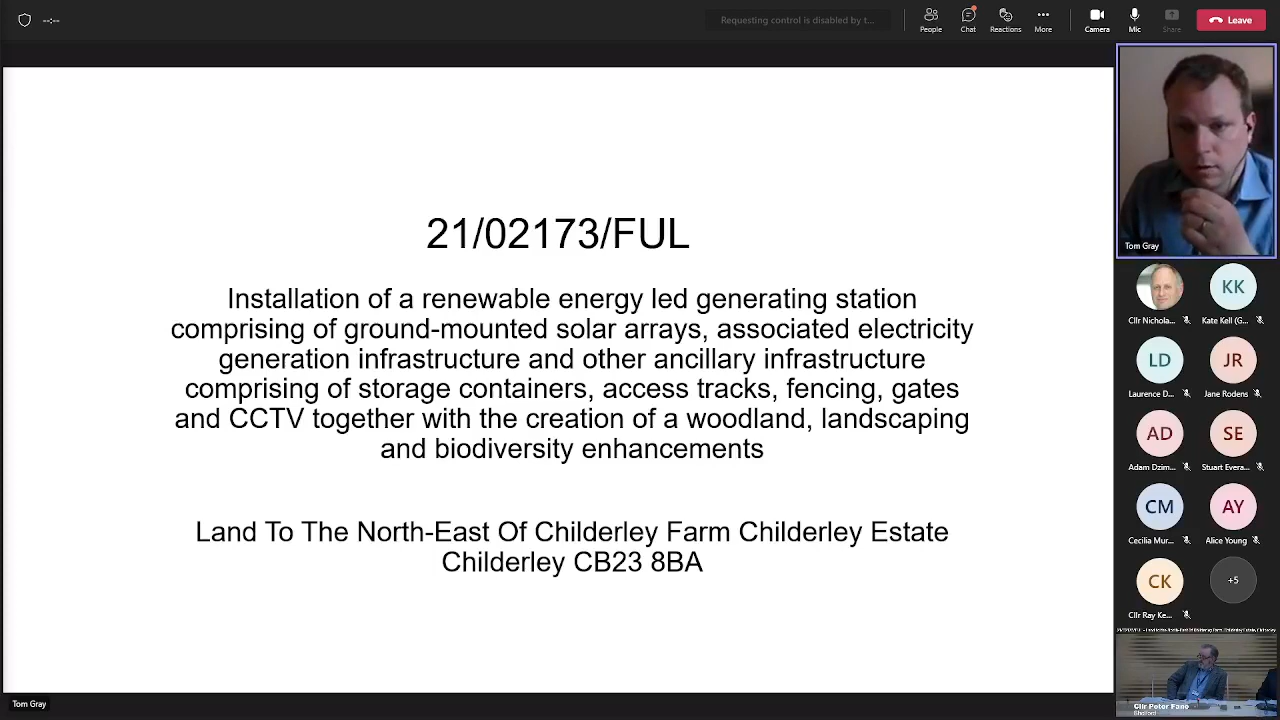 --:--
Requesting control is disabled by t...
People
Chat
Reactions
More
Camera
Mic
Share
Leave
21/02173/FUL
Installation of a renewable energy led generating station
comprising of ground-mounted solar arrays, associated electricity
generation infrastructure and other ancillary infrastructure
comprising of storage containers, access tracks, fencing, gates
and CCTV together with the creation of a woodland, landscaping
and biodiversity enhancements
Land To The North-East Of Childerley Farm Childerley Estate
Childerley CB23 8BA
Tom Gray
Tom Gray
Cllr Nichola...
KK
Kate Kell (G...
LD
Laurence D...
JR
Jane Rodens
AD
Adam Dzim...
SE
Stuart Evera...
CM
Cecilia Mur...
AY
Alice Young
CK
Cllr Ray Ke...
+5
Cllr Peter Fane
Shelford